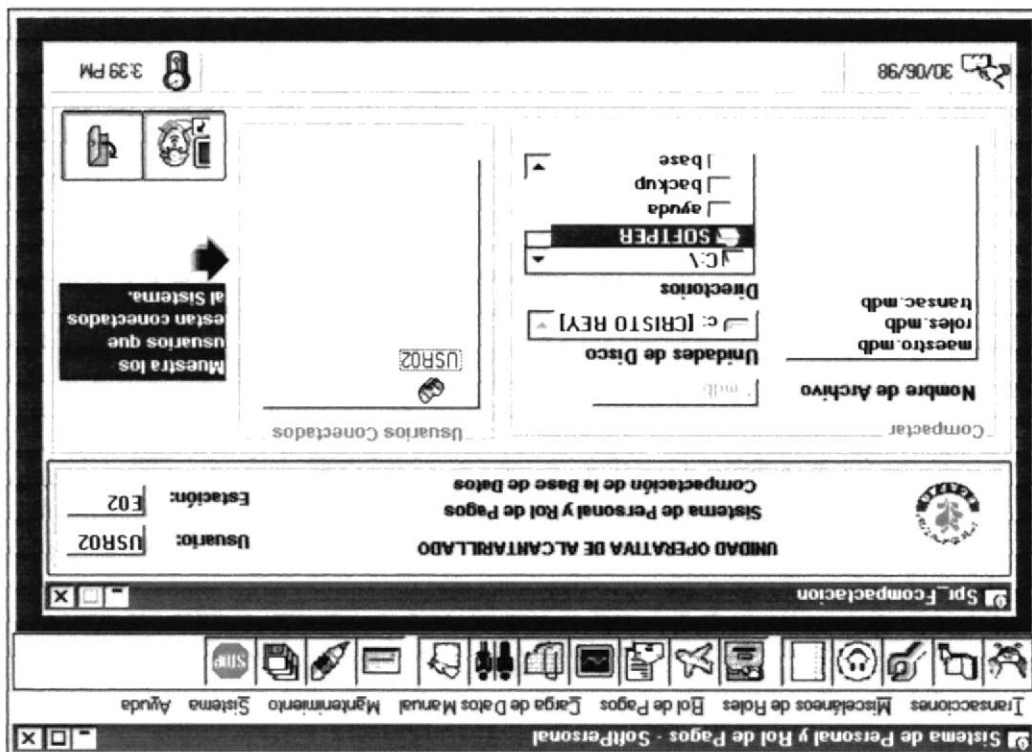 Sistema de Personal y Rol de Pagos - SoftPersonal
Transacciones Misceláneos de Roles Rol de Pagos Carga de Datos Manual Mantenimiento Sistema Ayuda
STOP
Spr_Fcompactacion
UNIDAD OPERATIVA DE ALCANTARILLADO
Sistema de Personal y Rol de Pagos
Compactación de la Base de Datos
Usuario: USR02
Estación: E02
Compactar
Nombre de Archivo
*.mdb
maestro.mdb
roles.mdb
transac.mdb
Unidades de Disco
c: [CRISTO REY]
Directorios
C:\
SOFTPER
ayuda
backup
base
Usuarios Conectados
USR02
Muestra los
usuarios que
estan conectados
al Sistema.
30/06/98
3:39 PM